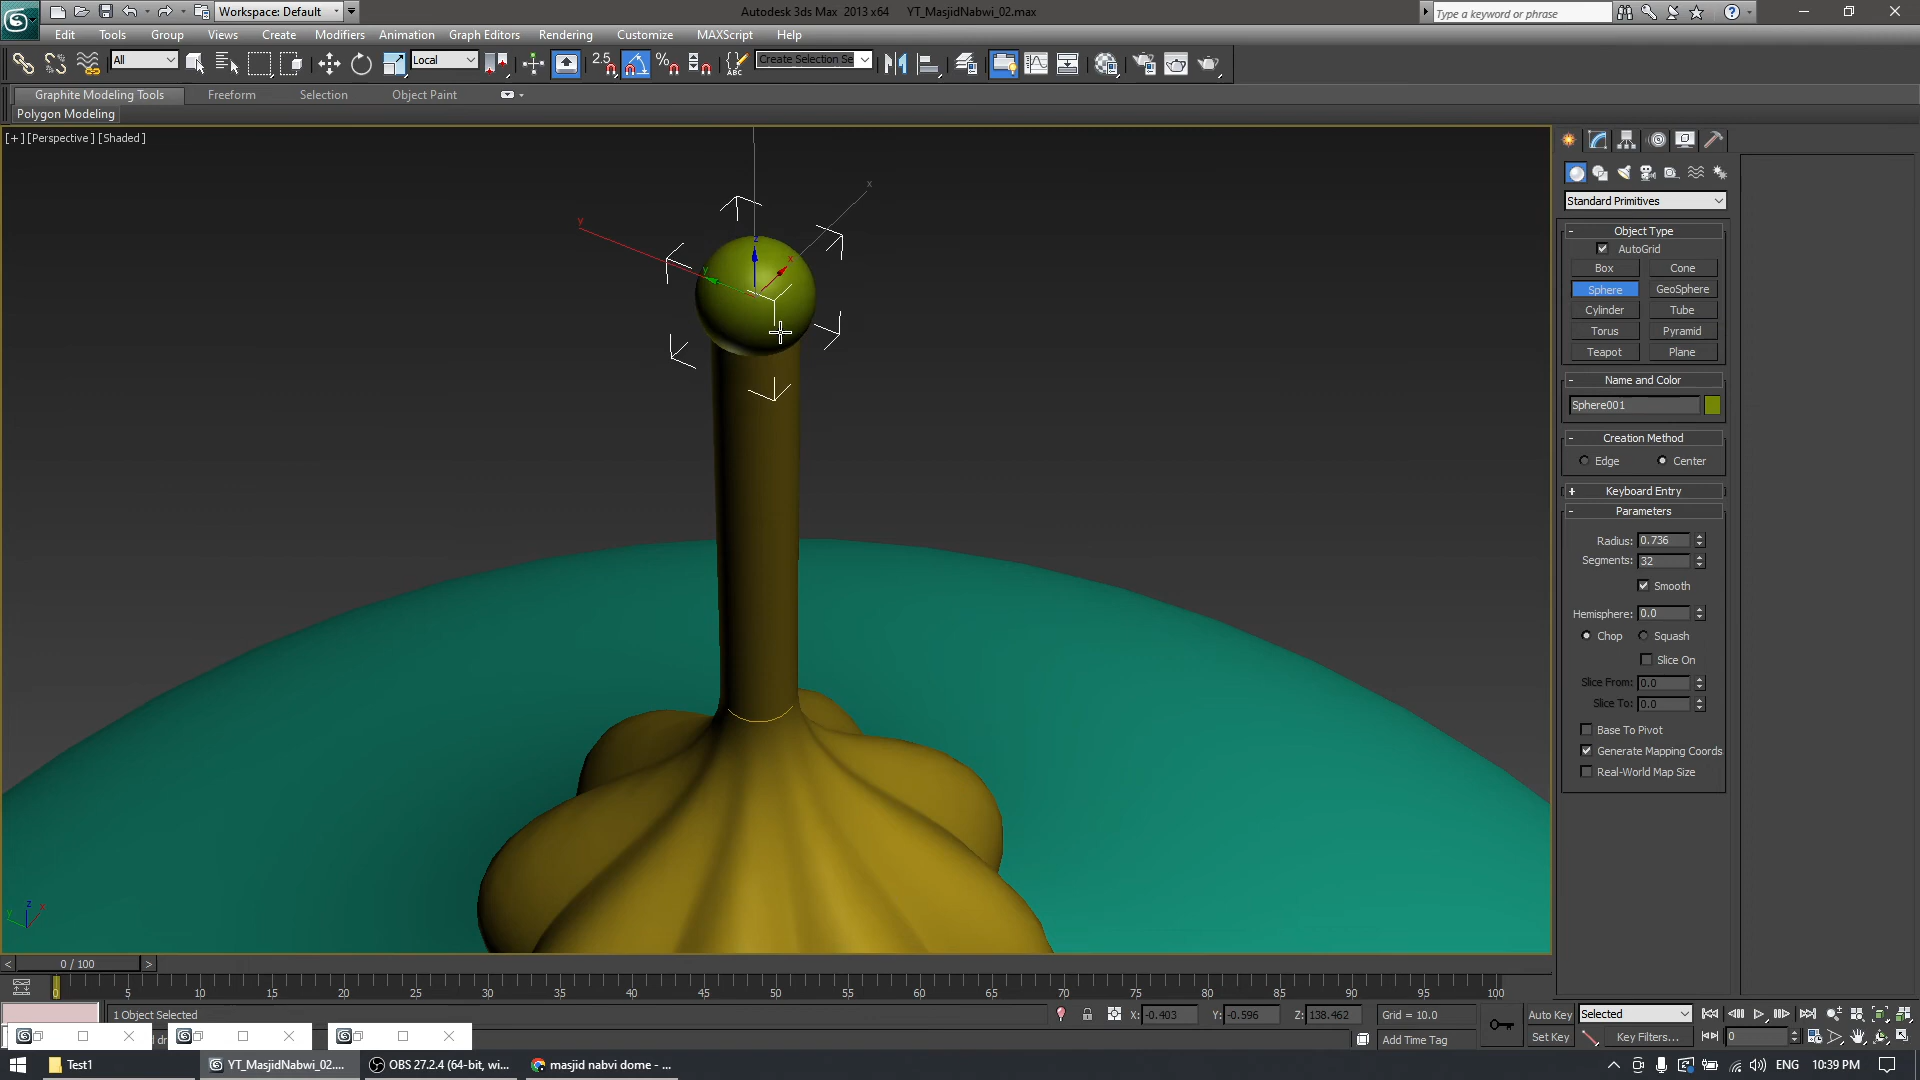 Workspace: Default
Autodesk 3ds Max 2013 x64 YT_MasjidNabwi_02.max
Type a keyword or phrase
Edit Tools Group Views Create Modifiers Animation Graph Editors Rendering Customize MAXScript Help
All
Local
2.5
Create Selection Se
Graphite Modeling Tools Freeform Selection Object Paint
Polygon Modeling
[+] [Perspective] [Shaded]
x
y
z
x
y
Standard Primitives
- Object Type
AutoGrid
Box Cone
Sphere GeoSphere
Cylinder Tube
Torus Pyramid
Teapot Plane
- Name and Color
Sphere001
- Creation Method
Edge Center
+ Keyboard Entry
- Parameters
Radius: 0.736
Segments: 32
Smooth
Hemisphere: 0.0
Chop Squash
Slice On
Slice From: 0.0
Slice To: 0.0
Base To Pivot
Generate Mapping Coords
Real-World Map Size
z
x
y
< 0 / 100 >
0 5 10 15 20 25 30 35 40 45 50 55 60 65 70 75 80 85 90 95 100
1 Object Selected
X: -0.403 Y: -0.596 Z: 138.462 Grid = 10.0
Auto Key Selected
Add Time Tag
Set Key Key Filters... 0
Test1
YT_MasjidNabwi_02....
OBS 27.2.4 (64-bit, wi...
masjid nabvi dome - ...
ENG 10:39 PM